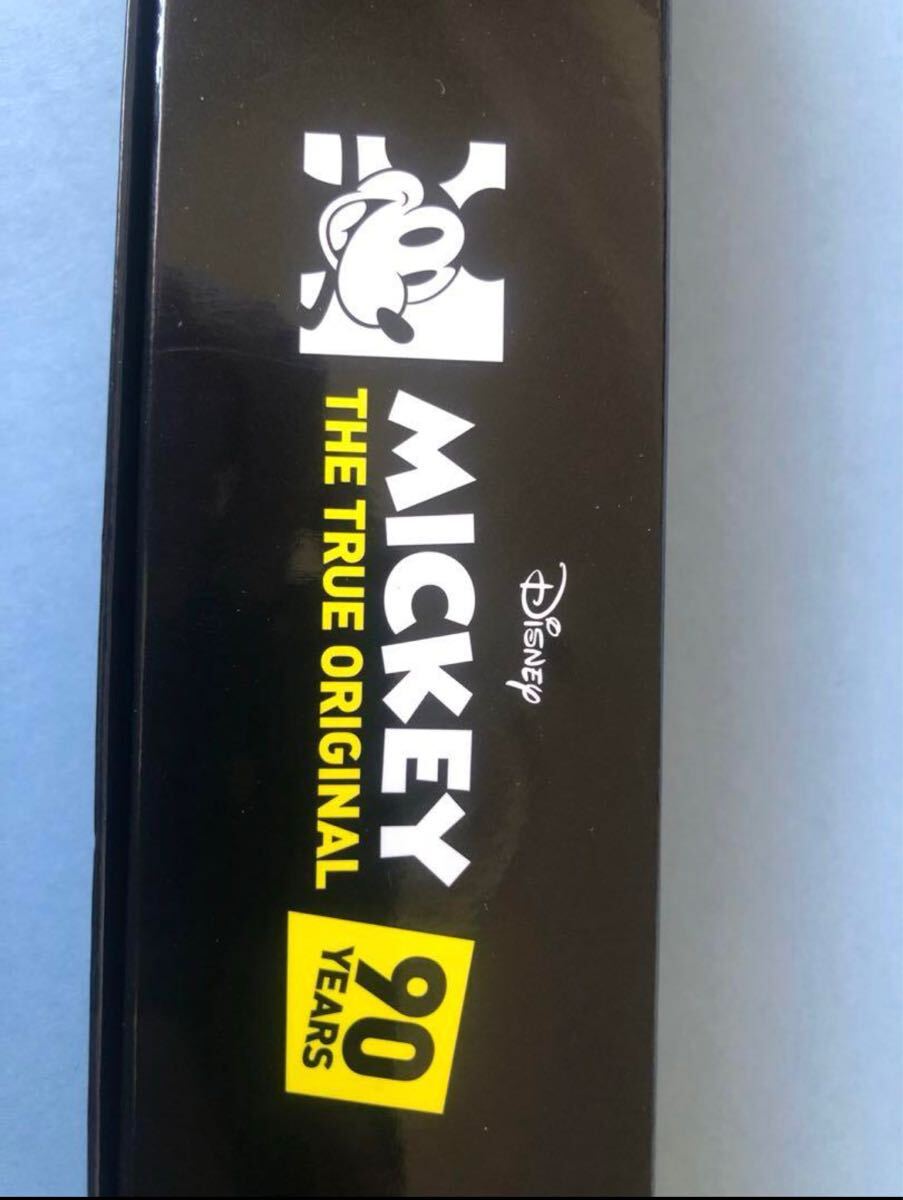 Disney
MICKEY
THE TRUE ORIGINAL
90
YEARS